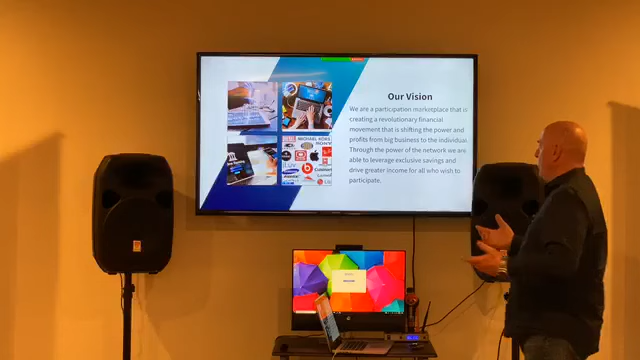 Our Vision
We are a participation marketplace that is
creating a revolutionary financial
movement that is shifting the power and
profits from big business to the individual.
Through the power of the network we are
able to leverage exclusive savings and
drive greater income for all who wish to
participate.
MICHAEL KORS
SAMSUNG
LG